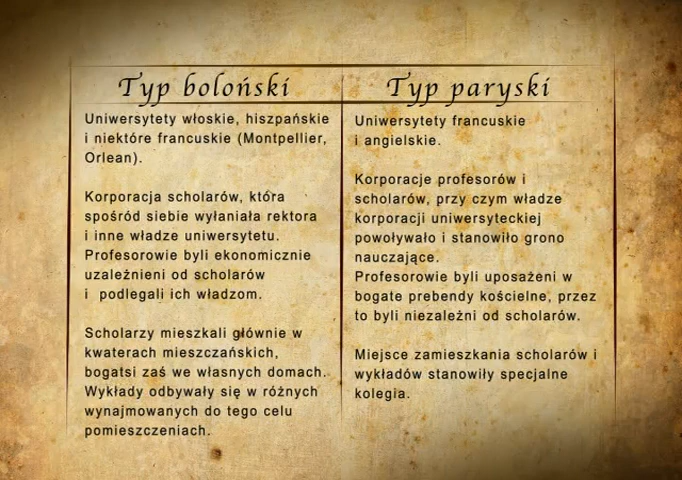 Typ boloński
Uniwersytety włoskie, hiszpańskie
i niektóre francuskie (Montpellier,
Orlean).
Korporacja scholarów, która
spośród siebie wyłaniała rektora
i inne władze uniwersytetu.
Profesorowie byli ekonomicznie
uzależnieni od scholarów
i podlegali ich władzom.
Scholarzy mieszkali głównie w
kwaterach mieszczańskich,
bogatsi zaś we własnych domach.
Wykłady odbywały się w różnych
wynajmowanych do tego celu
pomieszczeniach.
Typ paryski
Uniwersytety francuskie
i angielskie.
Korporacje profesorów i
scholarów, przy czym władze
korporacji uniwersyteckiej
powoływało i stanowiło grono
nauczające.
Profesorowie byli uposażeni w
bogate prebendy kościelne, przez
to byli niezależni od scholarów.
Miejsce zamieszkania scholarów i
wykładów stanowiły specjalne
kolegia.